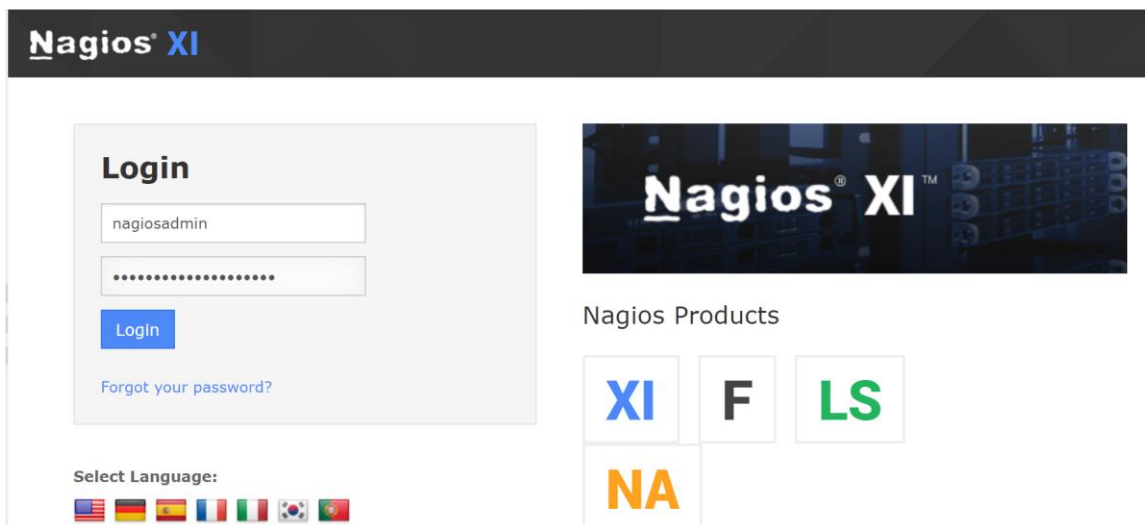 Nagios® XI
Login
nagiosadmin
••••••••••••••••••••
Login
Forgot your password?
Select Language:
Nagios® XI™
Nagios Products
XI
F
LS
NA